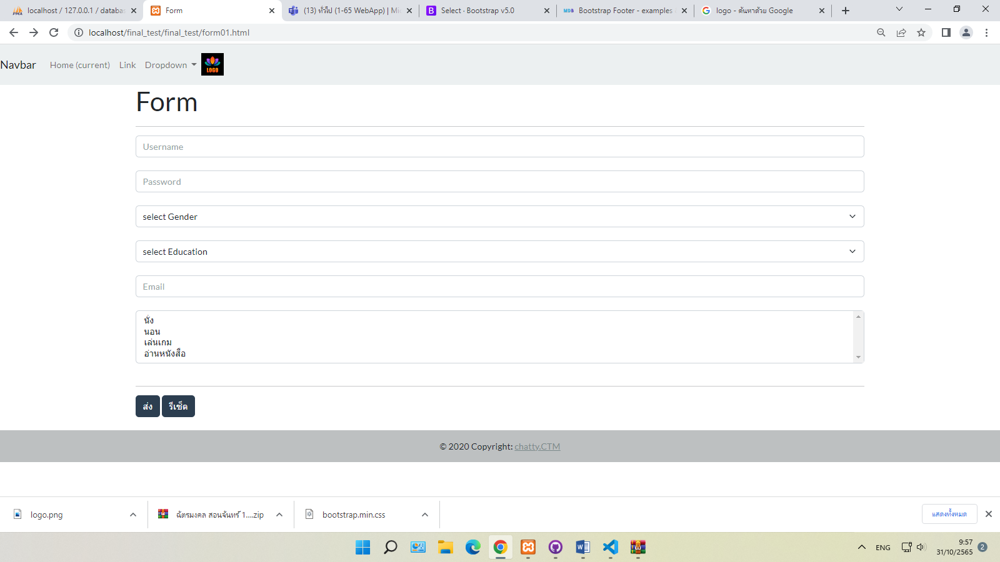 localhost / 127.0.0.1 / databas
Form
(13) ทั่วไป (1-65 WebApp) | Mi
Select · Bootstrap v5.0
Bootstrap Footer - examples
logo - ค้นหาด้วย Google
localhost/final_test/final_test/form01.html
Navbar
Home (current)
Link
Dropdown
LOGO
Form
Username
Password
select Gender
select Education
Email
นั่ง
นอน
เล่นเกม
อ่านหนังสือ
ส่ง
รีเซ็ต
© 2020 Copyright: chatty.CTM
logo.png
ฉัตรมงคล สอนจันทร์ 1....zip
bootstrap.min.css
แสดงทั้งหมด
ENG
9:57
31/10/2565
2